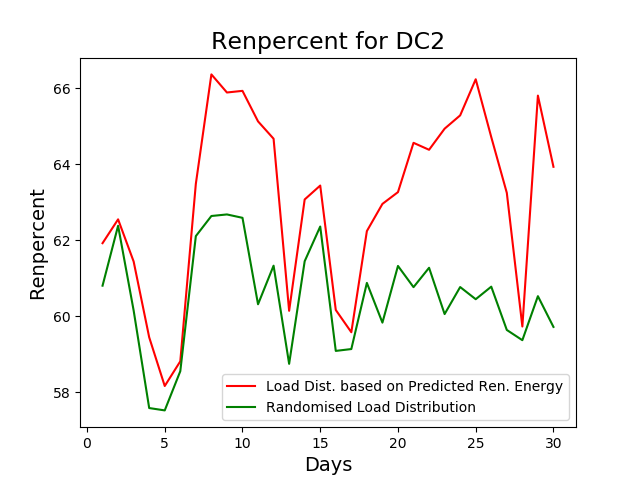 Renpercent for DC2
Renpercent
66
64
62
60
58
0 5 10 15 20 25 30
Days
Load Dist. based on Predicted Ren. Energy
Randomised Load Distribution